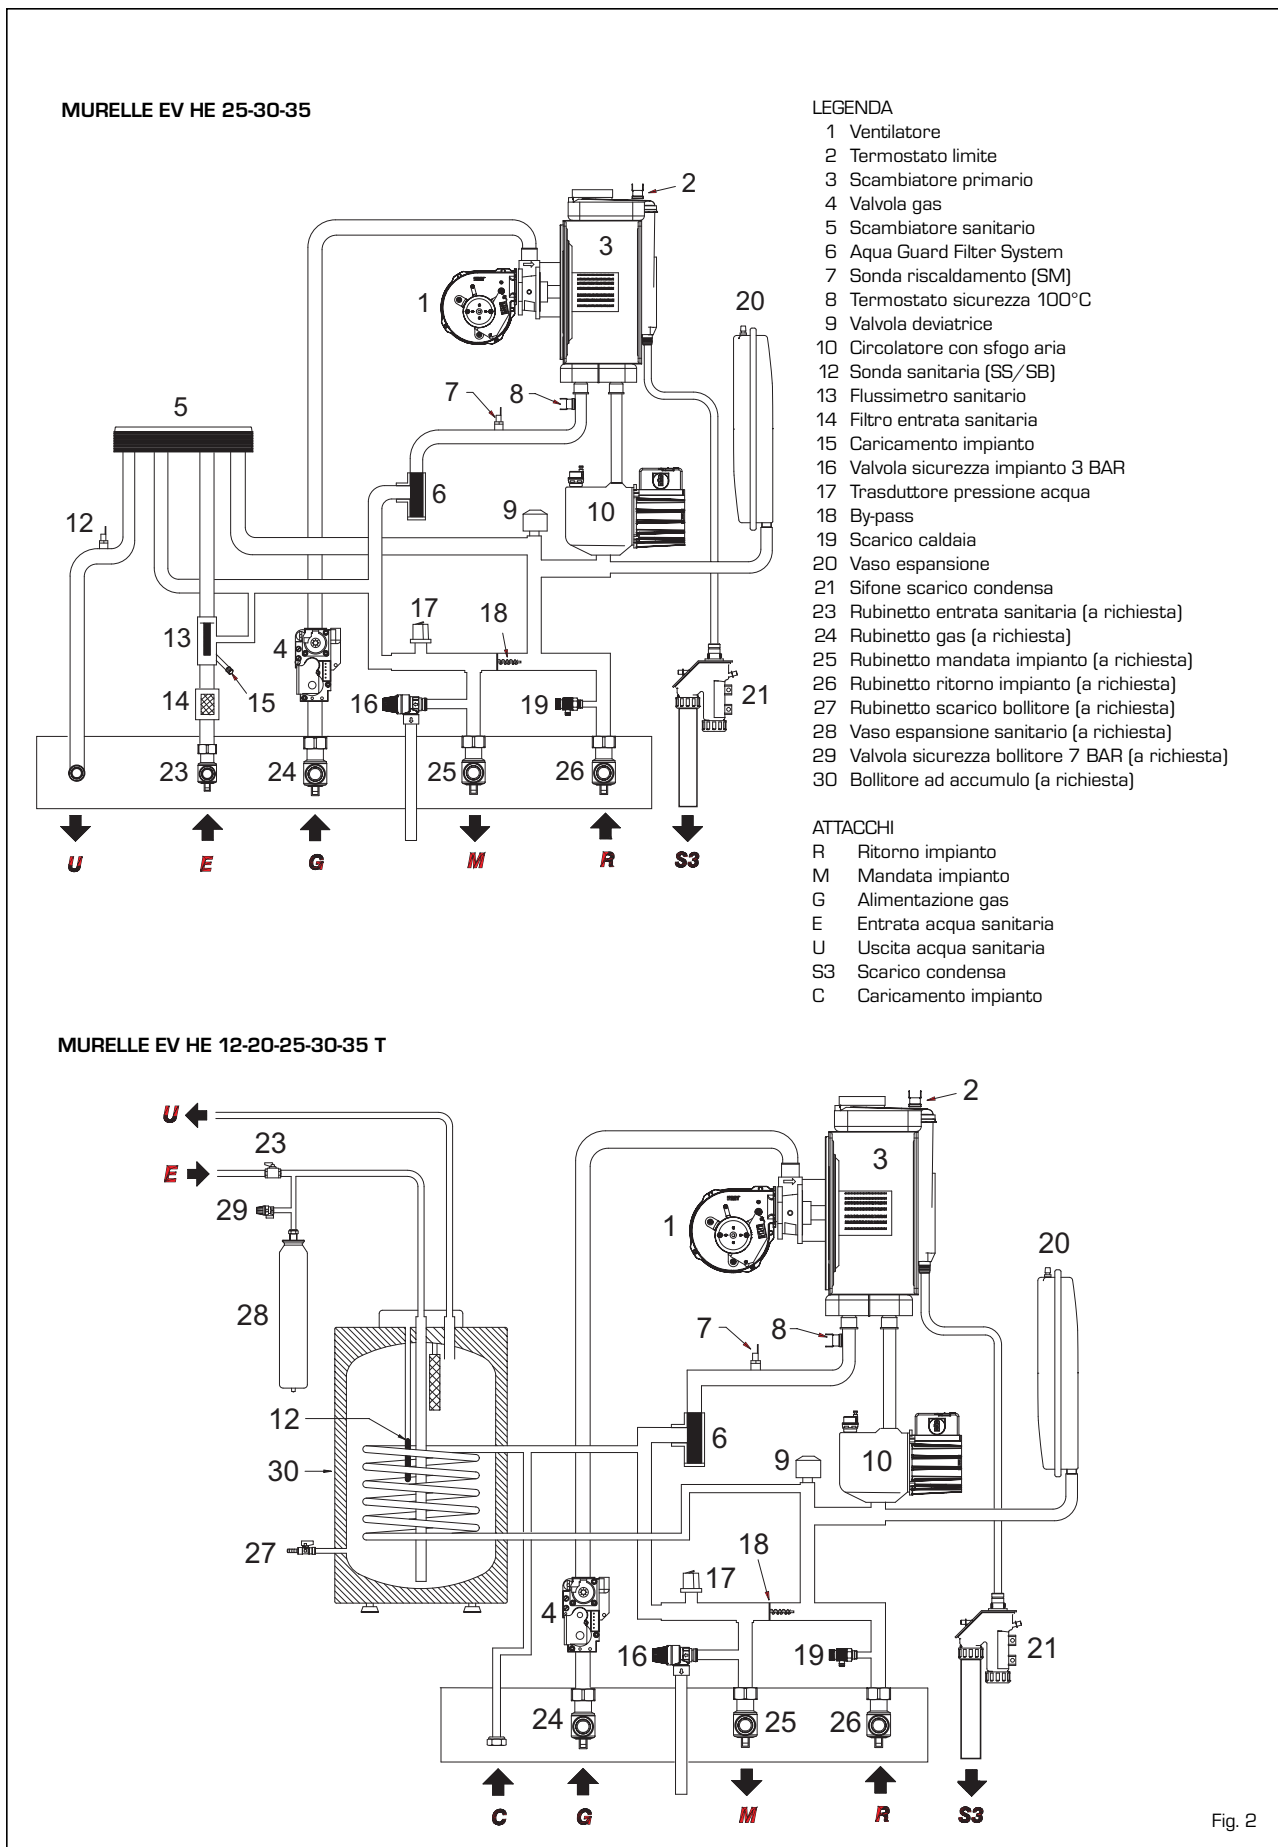 MURELLE EV HE 25-30-35
LEGENDA
1 Ventilatore
2 Termostato limite
3 Scambiatore primario
4 Valvola gas
5 Scambiatore sanitario
6 Aqua Guard Filter System
7 Sonda riscaldamento (SM)
8 Termostato sicurezza 100°C
9 Valvola deviatrice
10 Circolatore con sfogo aria
12 Sonda sanitaria (SS/SB)
13 Flussimetro sanitario
14 Filtro entrata sanitaria
15 Caricamento impianto
16 Valvola sicurezza impianto 3 BAR
17 Trasduttore pressione acqua
18 By-pass
19 Scarico caldaia
20 Vaso espansione
21 Sifone scarico condensa
23 Rubinetto entrata sanitaria (a richiesta)
24 Rubinetto gas (a richiesta)
25 Rubinetto mandata impianto (a richiesta)
26 Rubinetto ritorno impianto (a richiesta)
27 Rubinetto scarico bollitore (a richiesta)
28 Vaso espansione sanitario (a richiesta)
29 Valvola sicurezza bollitore 7 BAR (a richiesta)
30 Bollitore ad accumulo (a richiesta)
ATTACCHI
R Ritorno impianto
M Mandata impianto
G Alimentazione gas
E Entrata acqua sanitaria
U Uscita acqua sanitaria
S3 Scarico condensa
C Caricamento impianto
2
3
1
20
7
8
5
6
9
10
12
17
18
13
4
14
15
16
19
21
23
24
25
26
U
E
G
M
R
S3
MURELLE EV HE 12-20-25-30-35 T
U
2
23
E
3
29
1
20
28
7
8
12
6
9
10
30
27
18
17
4
16
19
21
24
25
26
C
G
M
R
S3
Fig. 2